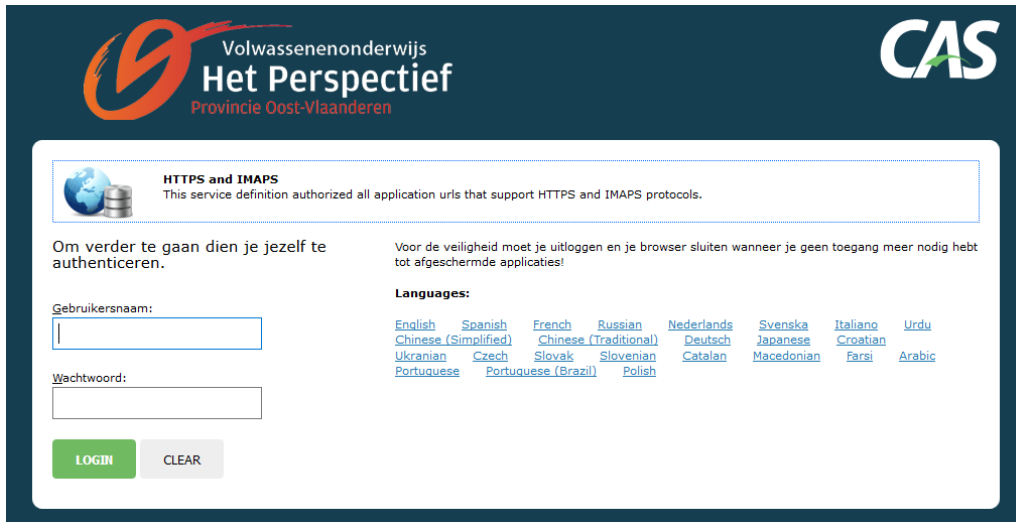 Volwassenenonderwijs
Het Perspectief
Provincie Oost-Vlaanderen
CAS
HTTPS and IMAPS
This service definition authorized all application urls that support HTTPS and IMAPS protocols.
Om verder te gaan dien je jezelf te
authenticeren.
Gebruikersnaam:
Wachtwoord:
LOGIN CLEAR
Voor de veiligheid moet je uitloggen en je browser sluiten wanneer je geen toegang meer nodig hebt
tot afgeschermde applicaties!
Languages:
English Spanish French Russian Nederlands Svenska Italiano Urdu
Chinese (Simplified) Chinese (Traditional) Deutsch Japanese Croatian
Ukranian Czech Slovak Slovenian Catalan Macedonian Farsi Arabic
Portuguese Portuguese (Brazil) Polish